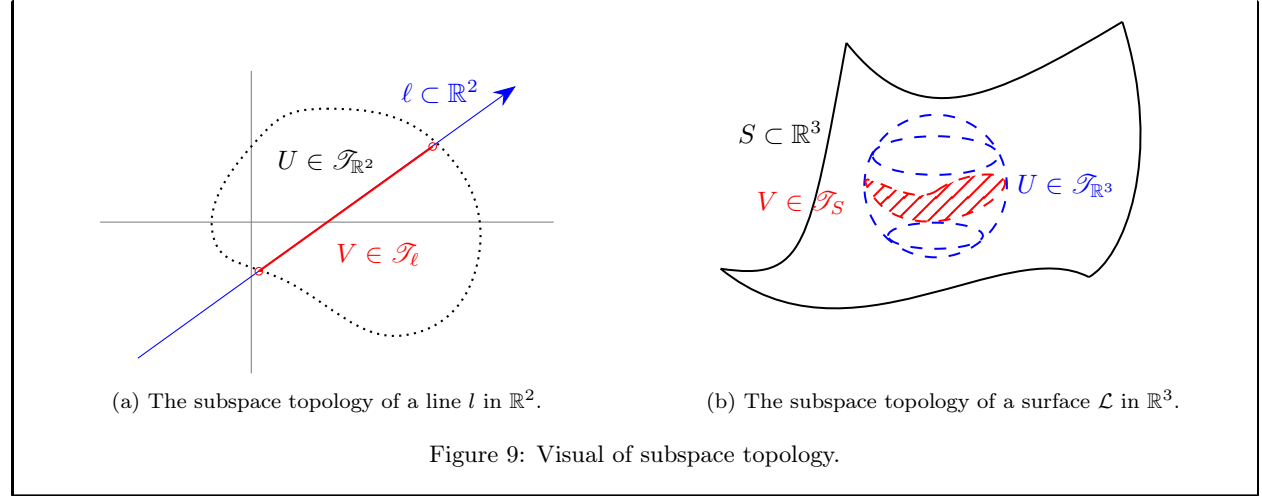 ℓ ⊂ ℝ²
U ∈ 𝒯_ℝ²
V ∈ 𝒯_ℓ
S ⊂ ℝ³
V ∈ 𝒯_S
U ∈ 𝒯_ℝ³
(a) The subspace topology of a line l in ℝ².
(b) The subspace topology of a surface ℒ in ℝ³.
Figure 9: Visual of subspace topology.